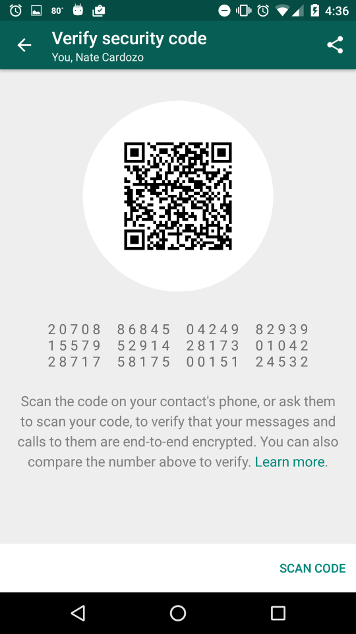 80°
4:36
Verify security code
You, Nate Cardozo
20708 86845 04249 82939
15579 52914 28173 01042
28717 58175 00151 24532
Scan the code on your contact's phone, or ask them
to scan your code, to verify that your messages and
calls to them are end-to-end encrypted. You can also
compare the number above to verify. Learn more.
SCAN CODE